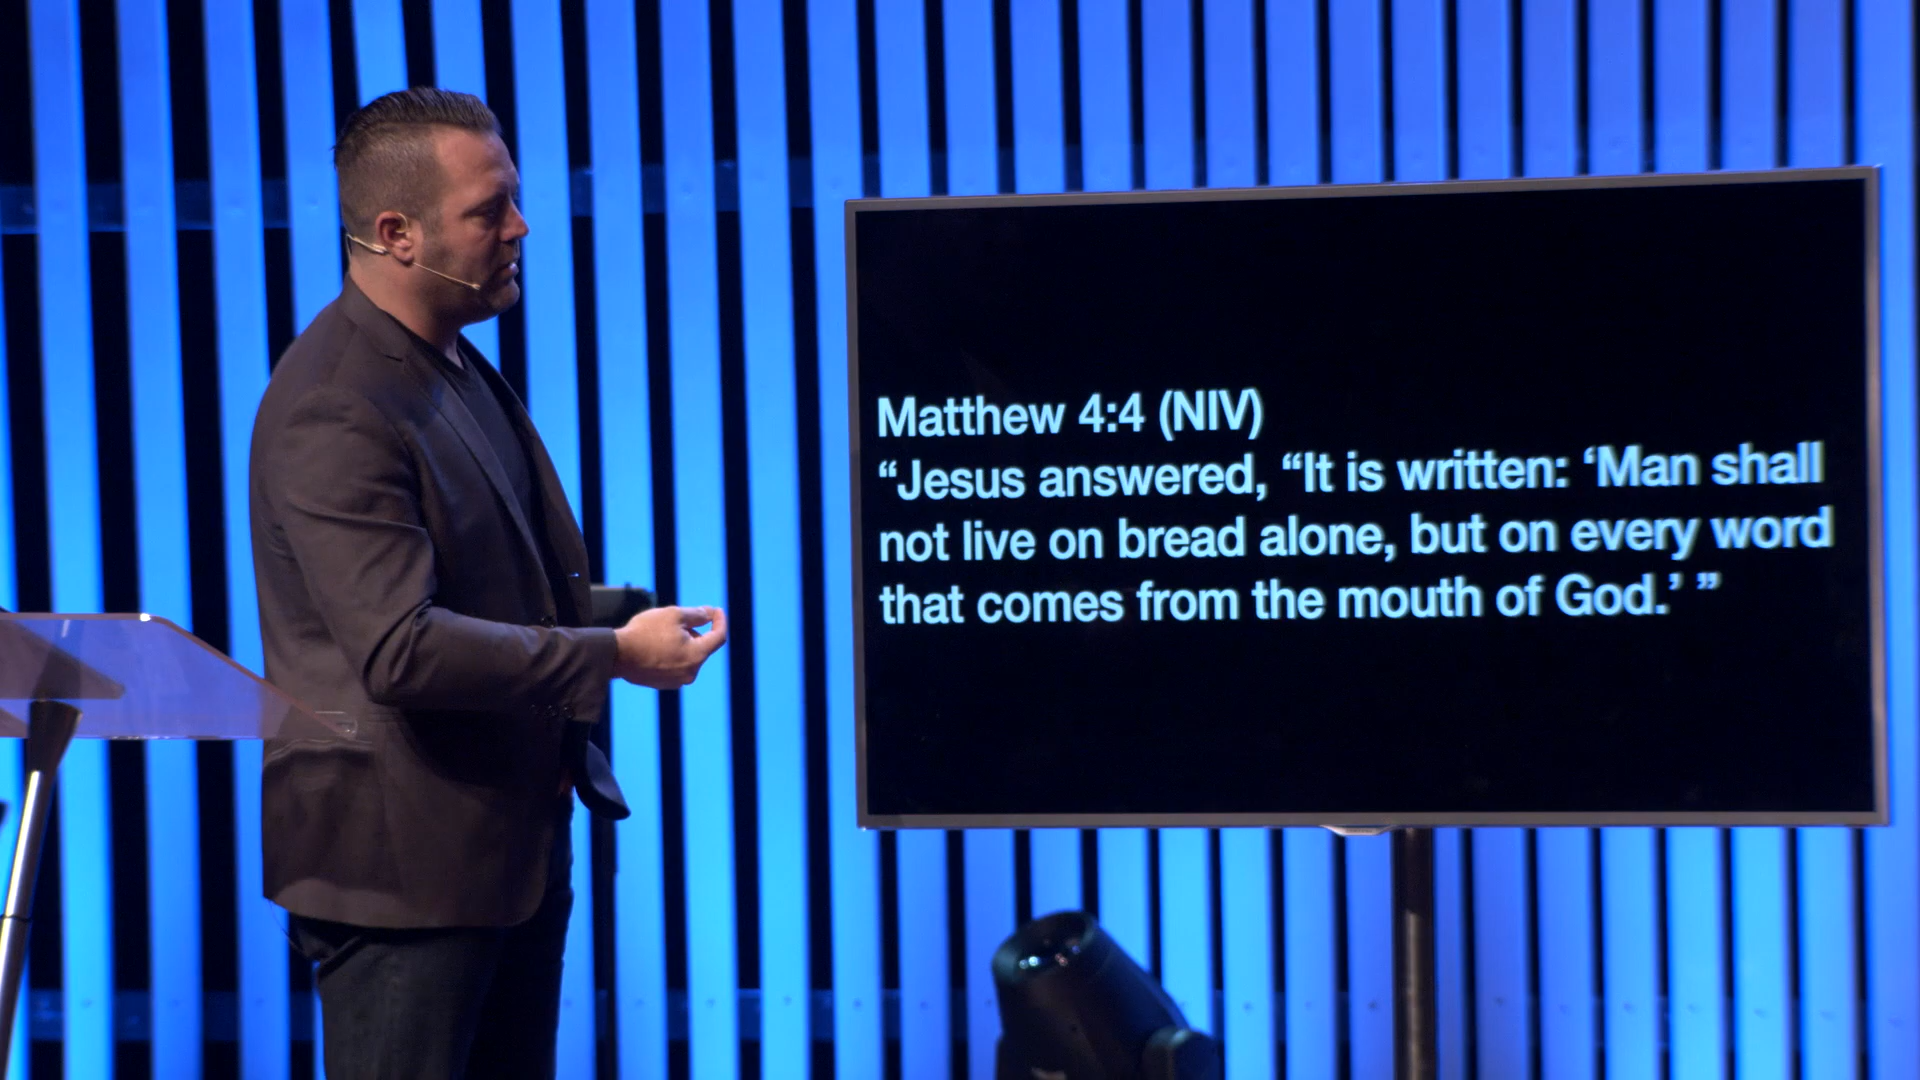 Matthew 4:4 (NIV)
“Jesus answered, “It is written: ‘Man shall
not live on bread alone, but on every word
that comes from the mouth of God.’ ”